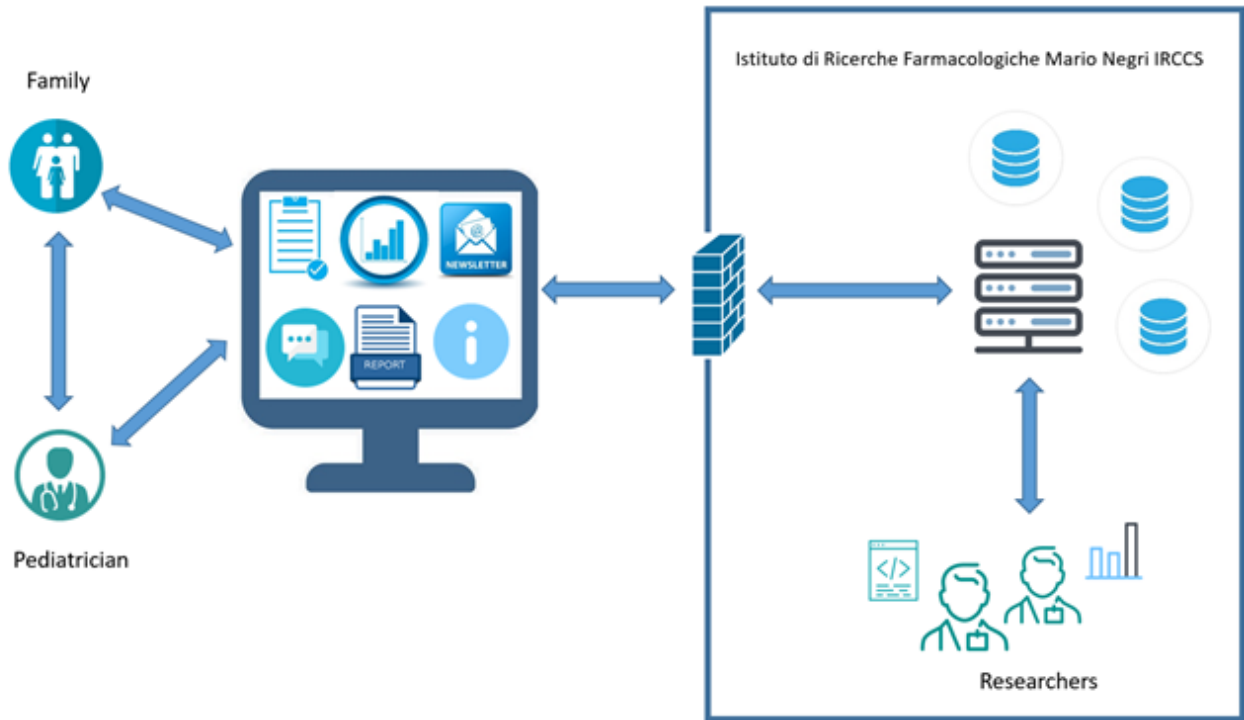 Istituto di Ricerche Farmacologiche Mario Negri IRCCS
Family
NEWSLETTER
REPORT
Pediatrician
Researchers